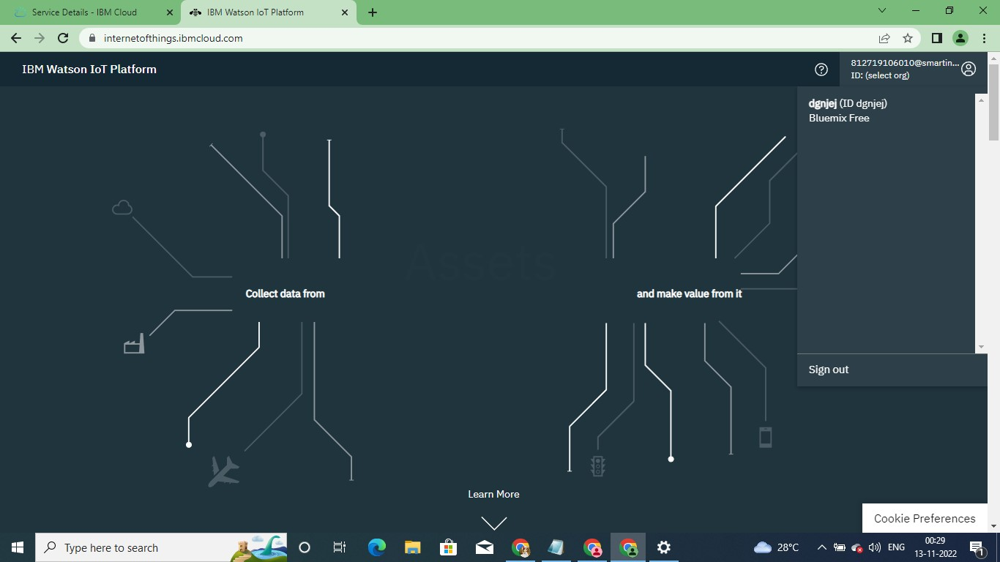 Service Details - IBM Cloud
IBM Watson IoT Platform
internetofthings.ibmcloud.com
IBM Watson IoT Platform
812719106010@smartin...
ID: (select org)
dgnjej (ID dgnjej)
Bluemix Free
Assets
Collect data from
and make value from it
Sign out
Learn More
Cookie Preferences
Type here to search
28°C
ENG
00:29
13-11-2022
1